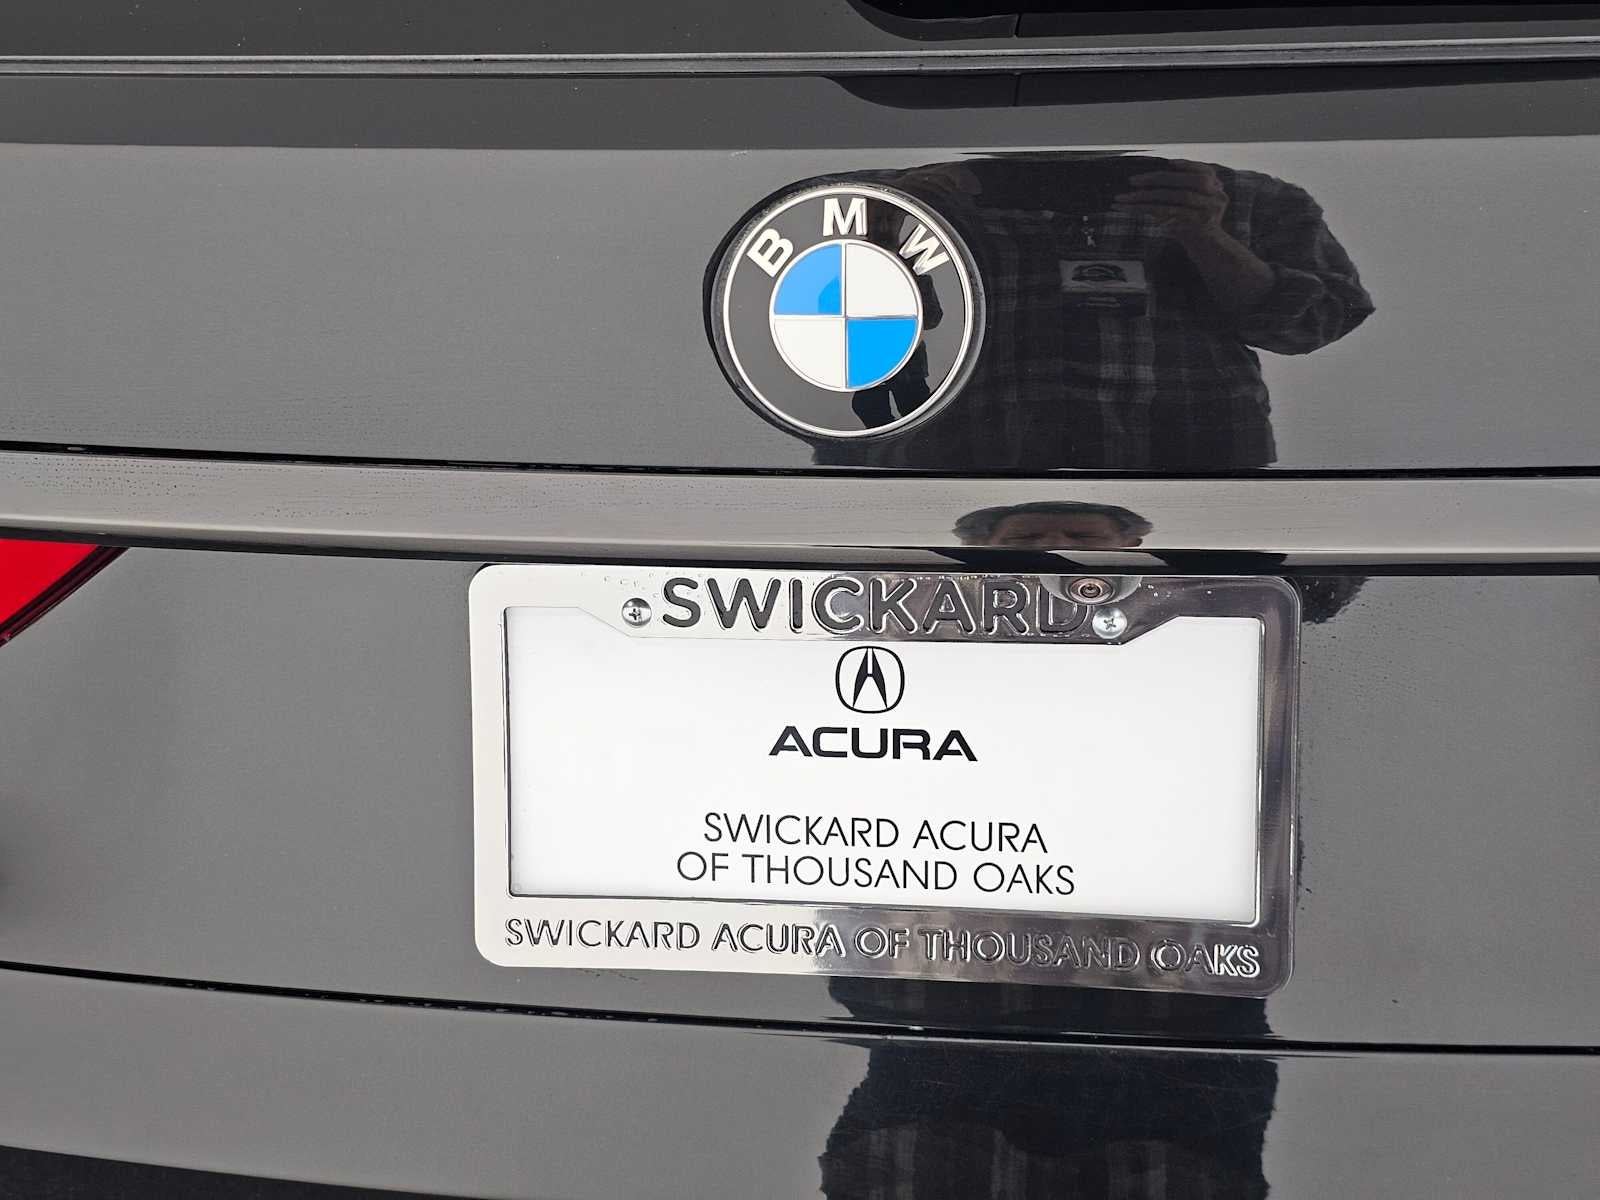 BMW
SWICKARD
ACURA
SWICKARD ACURA
OF THOUSAND OAKS
SWICKARD ACURA OF THOUSAND OAKS